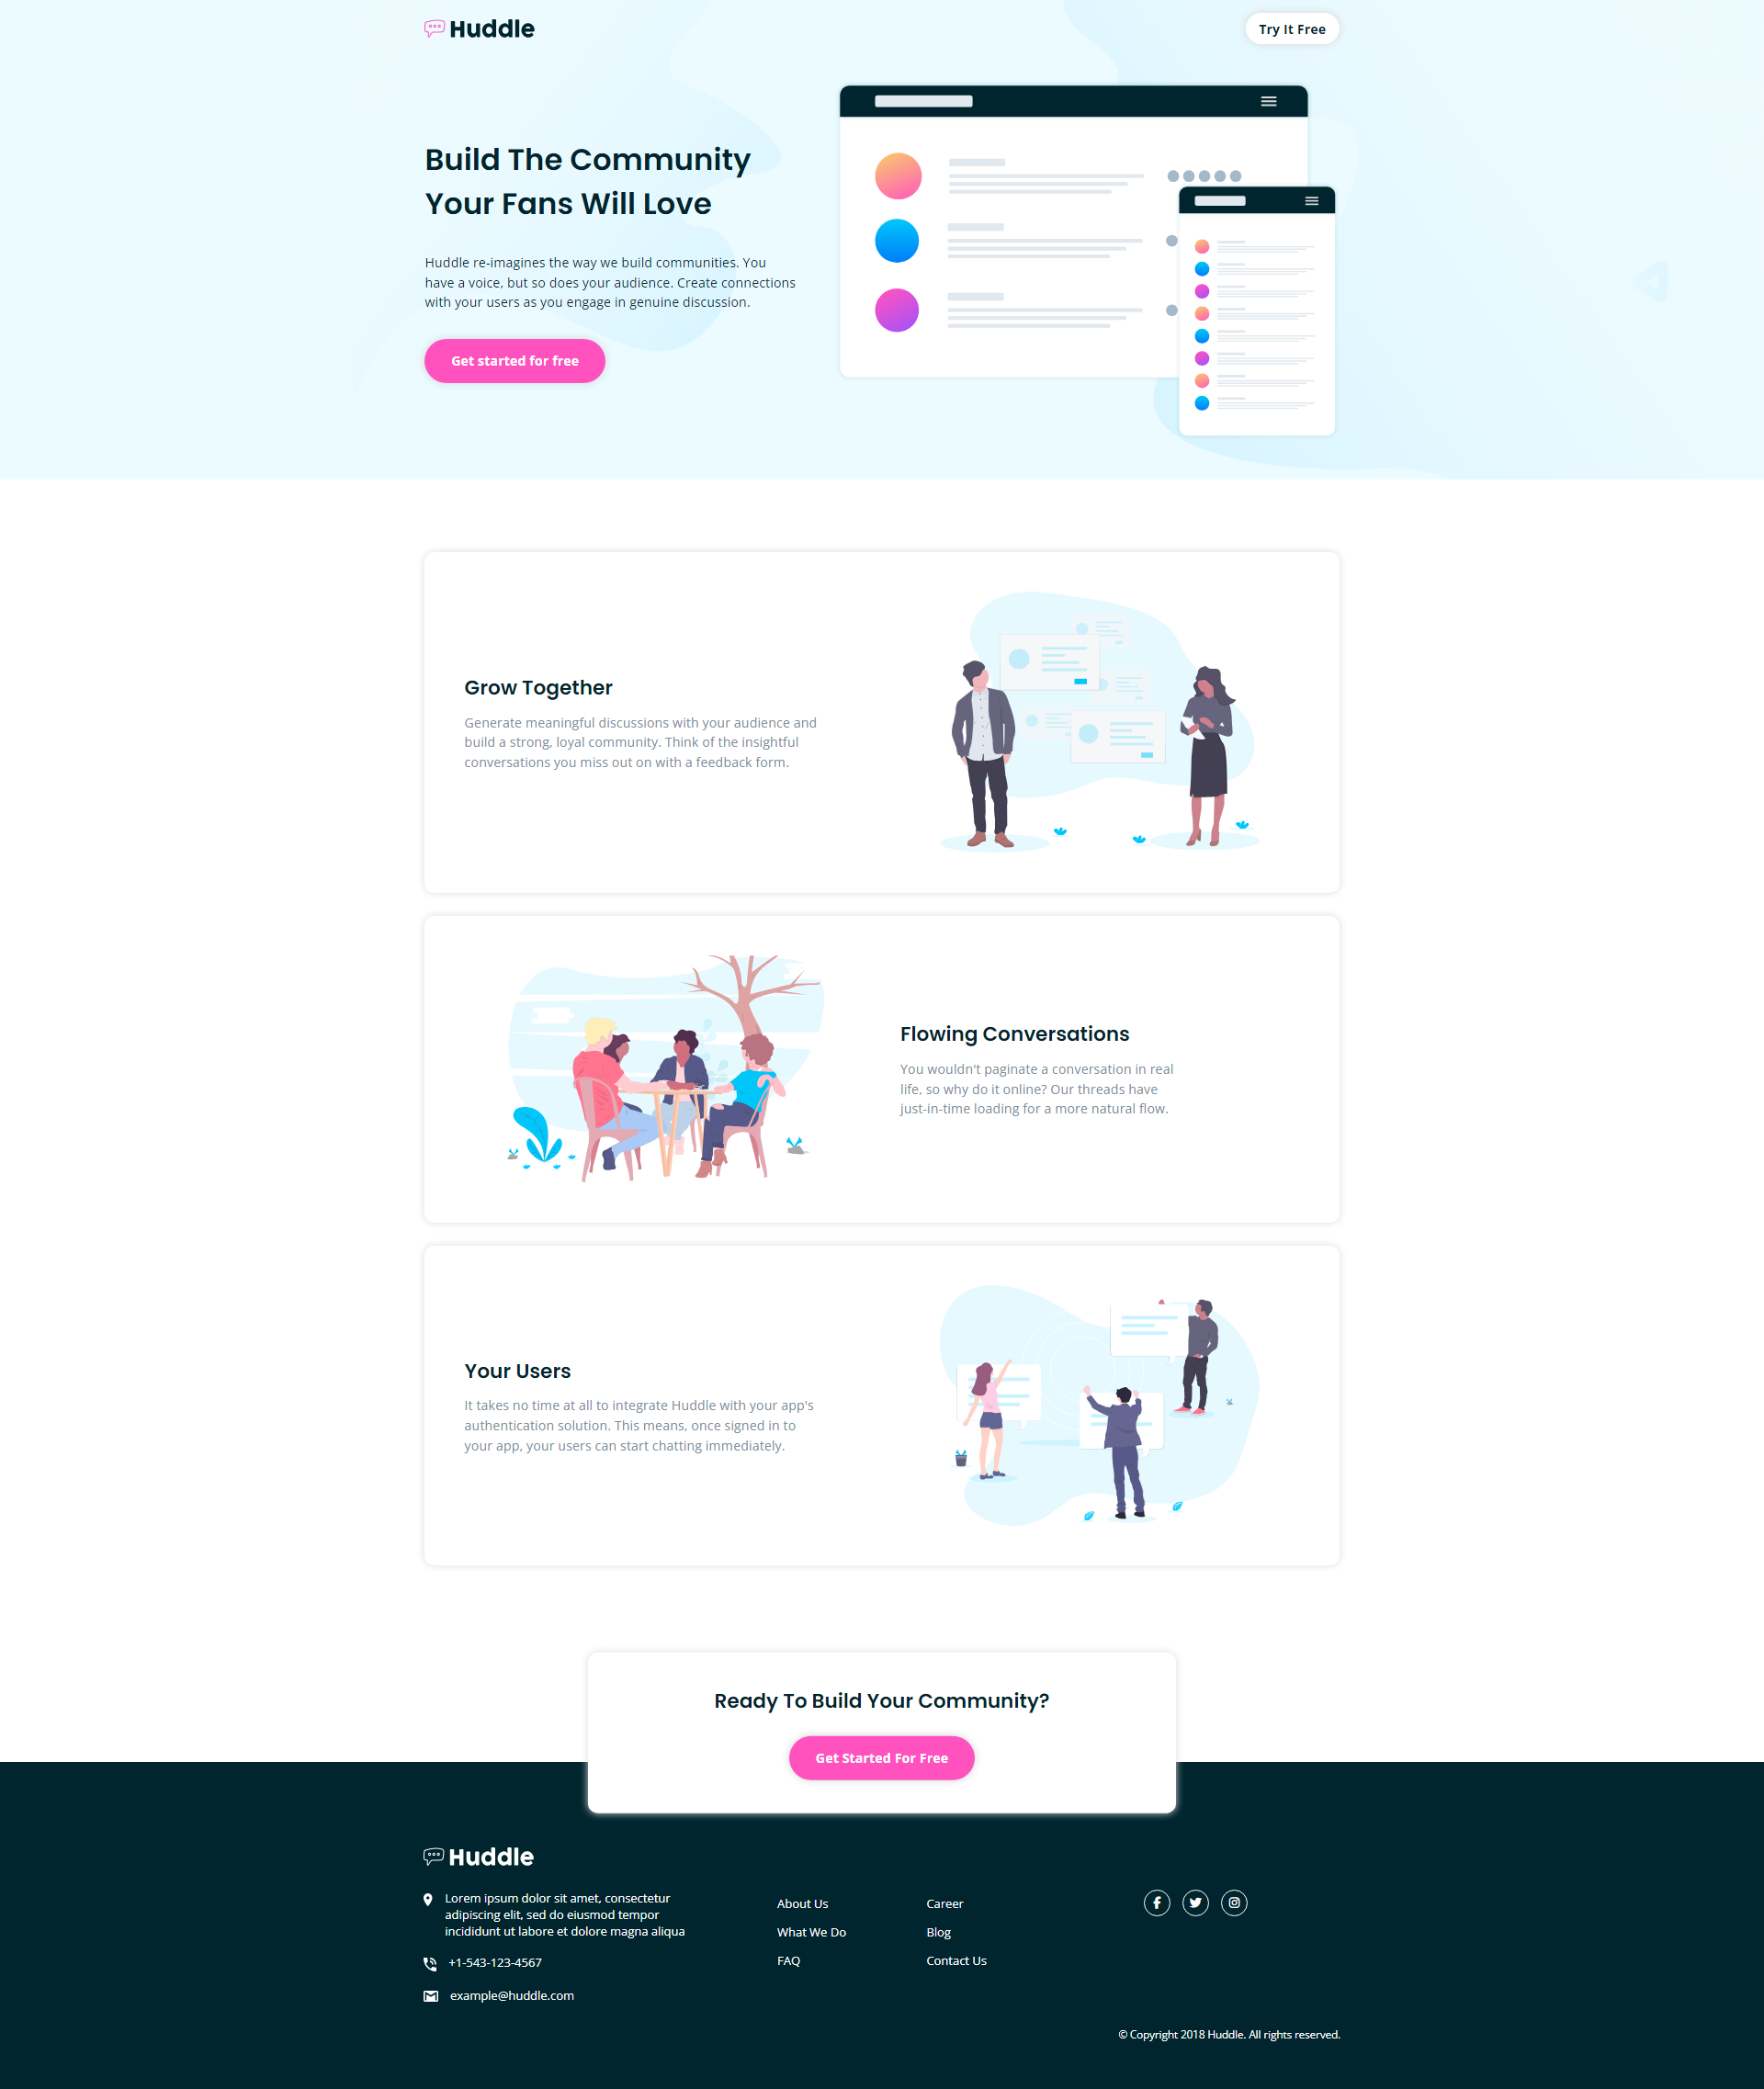 Huddle
Try It Free
Build The Community
Your Fans Will Love
Huddle re-imagines the way we build communities. You
have a voice, but so does your audience. Create connections
with your users as you engage in genuine discussion.
Get started for free
Grow Together
Generate meaningful discussions with your audience and
build a strong, loyal community. Think of the insightful
conversations you miss out on with a feedback form.
Flowing Conversations
You wouldn't paginate a conversation in real
life, so why do it online? Our threads have
just-in-time loading for a more natural flow.
Your Users
It takes no time at all to integrate Huddle with your app's
authentication solution. This means, once signed in to
your app, your users can start chatting immediately.
Ready To Build Your Community?
Get Started For Free
Huddle
Lorem ipsum dolor sit amet, consectetur
adipiscing elit, sed do eiusmod tempor
incididunt ut labore et dolore magna aliqua
+1-543-123-4567
example@huddle.com
About Us
What We Do
FAQ
Career
Blog
Contact Us
© Copyright 2018 Huddle. All rights reserved.